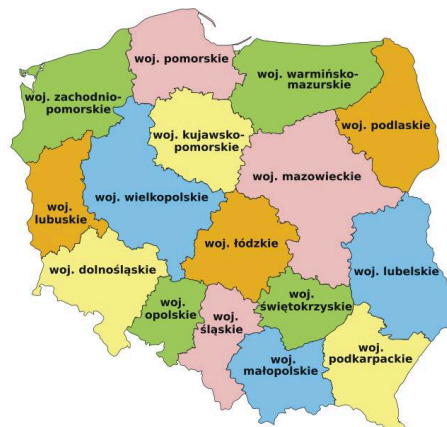 woj. pomorskie
woj. warmińsko-
mazurskie
woj. zachodnio-
pomorskie
woj. podlaskie
woj. kujawsko-
pomorskie
woj. mazowieckie
woj. wielkopolskie
woj.
lubuskie
woj. łódzkie
woj. dolnośląskie
woj. lubelskie
woj.
opolskie
woj.
śląskie
woj.
świętokrzyskie
woj.
małopolskie
woj.
podkarpackie